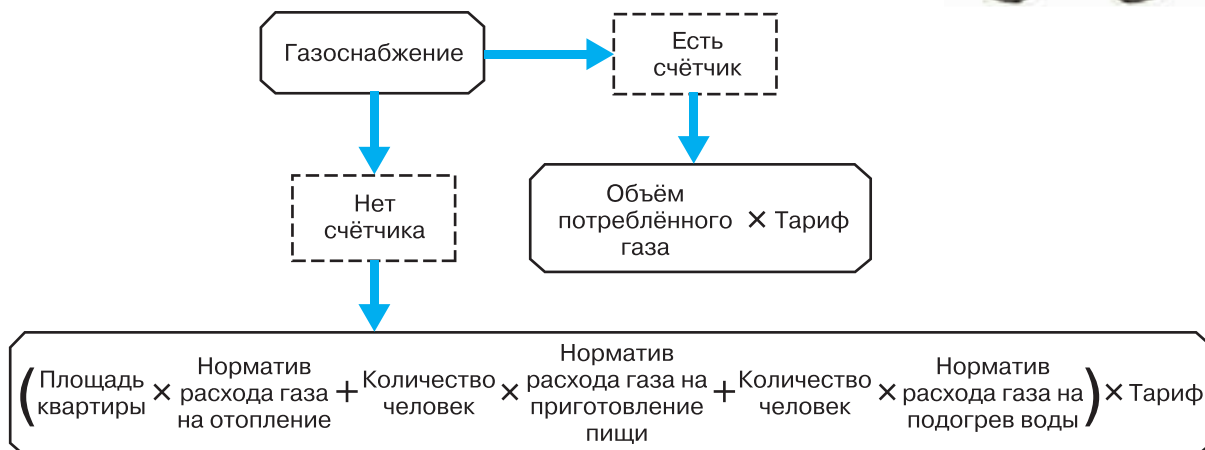 Газоснабжение
Есть
счётчик
Нет
счётчика
Объём
потреблённого
газа
× Тариф
(Площадь
квартиры
×
Норматив
расхода газа
на отопление
+
Количество
человек
×
Норматив
расхода газа на
приготовление
пищи
+
Количество
человек
×
Норматив
расхода газа на
подогрев воды)
× Тариф